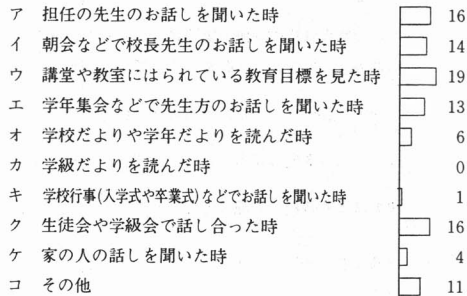 ア 担任の先生のお話しを聞いた時 16
イ 朝会などで校長先生のお話しを聞いた時 14
ウ 講堂や教室にはられている教育目標を見た時 19
エ 学年集会などで先生方のお話しを聞いた時 13
オ 学校だよりや学年だよりを読んだ時 6
カ 学級だよりを読んだ時 0
キ 学校行事(入学式や卒業式)などでお話しを聞いた時 1
ク 生徒会や学級会で話し合った時 16
ケ 家の人の話しを聞いた時 4
コ その他 11